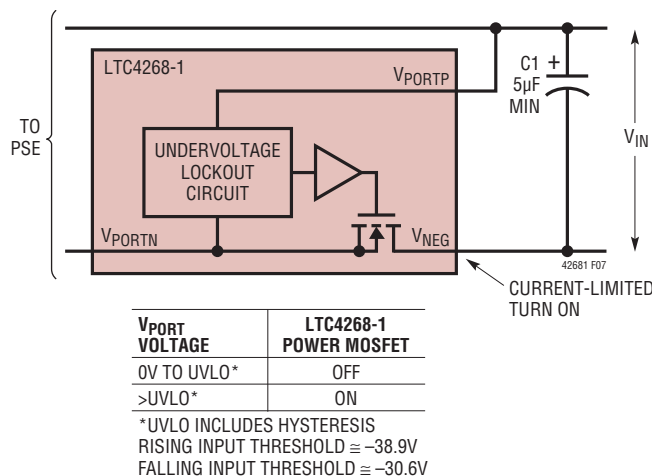 LTC4268-1
VPORTP
C1 +
5µF
MIN
TO
PSE
VIN
UNDERVOLTAGE
LOCKOUT
CIRCUIT
VPORTN
VNEG
42681 F07
CURRENT-LIMITED
TURN ON
VPORT VOLTAGE LTC4268-1 POWER MOSFET
0V TO UVLO* OFF
>UVLO* ON
*UVLO INCLUDES HYSTERESIS
RISING INPUT THRESHOLD ≅ –38.9V
FALLING INPUT THRESHOLD ≅ –30.6V